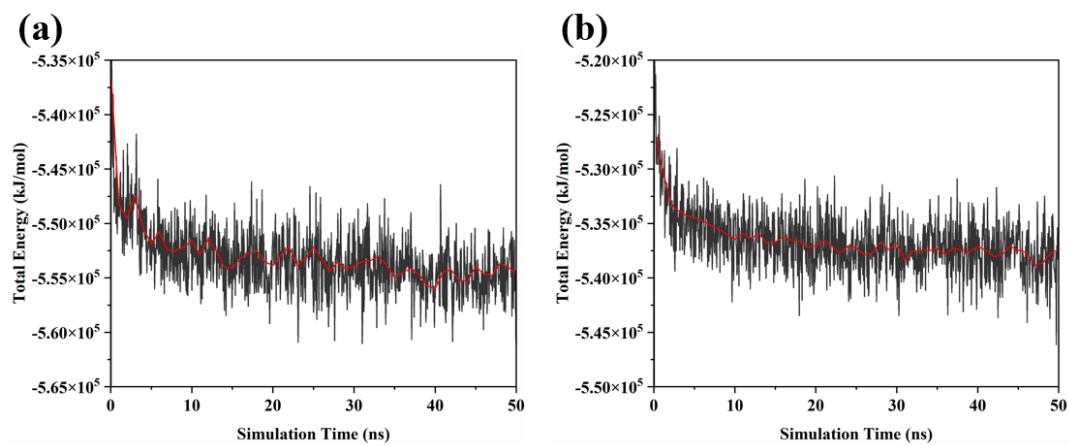 (a)
Total Energy (kJ/mol)
-5.35×10⁵
-5.40×10⁵
-5.45×10⁵
-5.50×10⁵
-5.55×10⁵
-5.60×10⁵
-5.65×10⁵
0 10 20 30 40 50
Simulation Time (ns)
(b)
Total Energy (kJ/mol)
-5.20×10⁵
-5.25×10⁵
-5.30×10⁵
-5.35×10⁵
-5.40×10⁵
-5.45×10⁵
-5.50×10⁵
0 10 20 30 40 50
Simulation Time (ns)